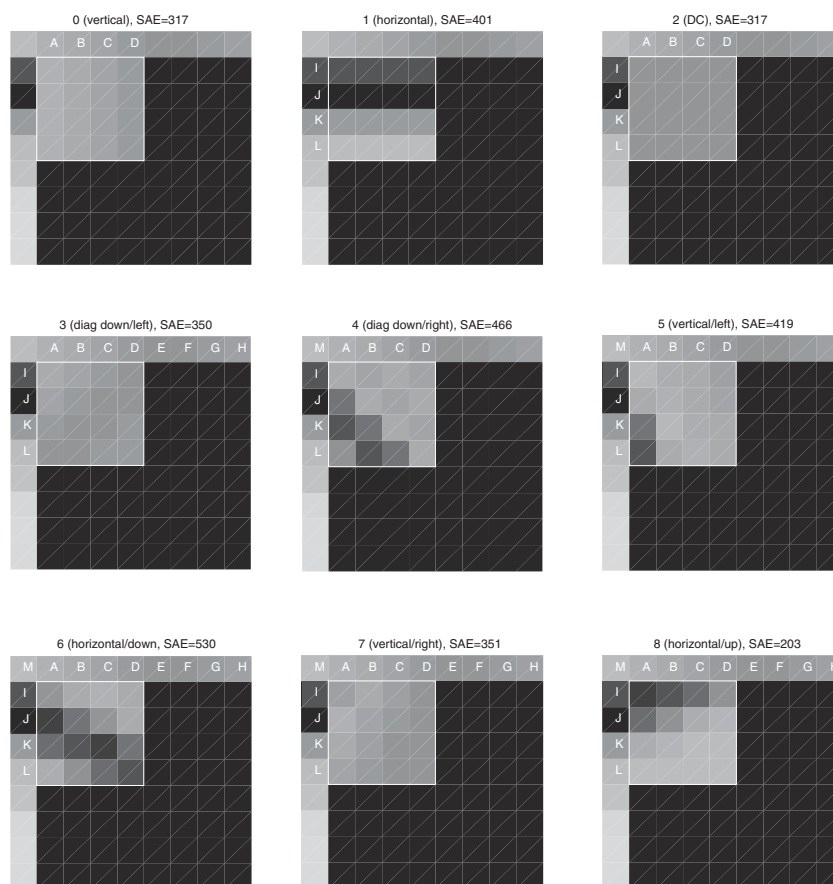 0 (vertical), SAE=317
A B C D
I
J
K
L
1 (horizontal), SAE=401
I
J
K
L
2 (DC), SAE=317
A B C D
I
J
K
L
3 (diag down/left), SAE=350
A B C D E F G H
I
J
K
L
4 (diag down/right), SAE=466
M A B C D
I
J
K
L
5 (vertical/left), SAE=419
M A B C D
I
J
K
L
6 (horizontal/down, SAE=530
M A B C D E F G H
I
J
K
L
7 (vertical/right), SAE=351
M A B C D E F G H
I
J
K
L
8 (horizontal/up), SAE=203
M A B C D E F G H
I
J
K
L